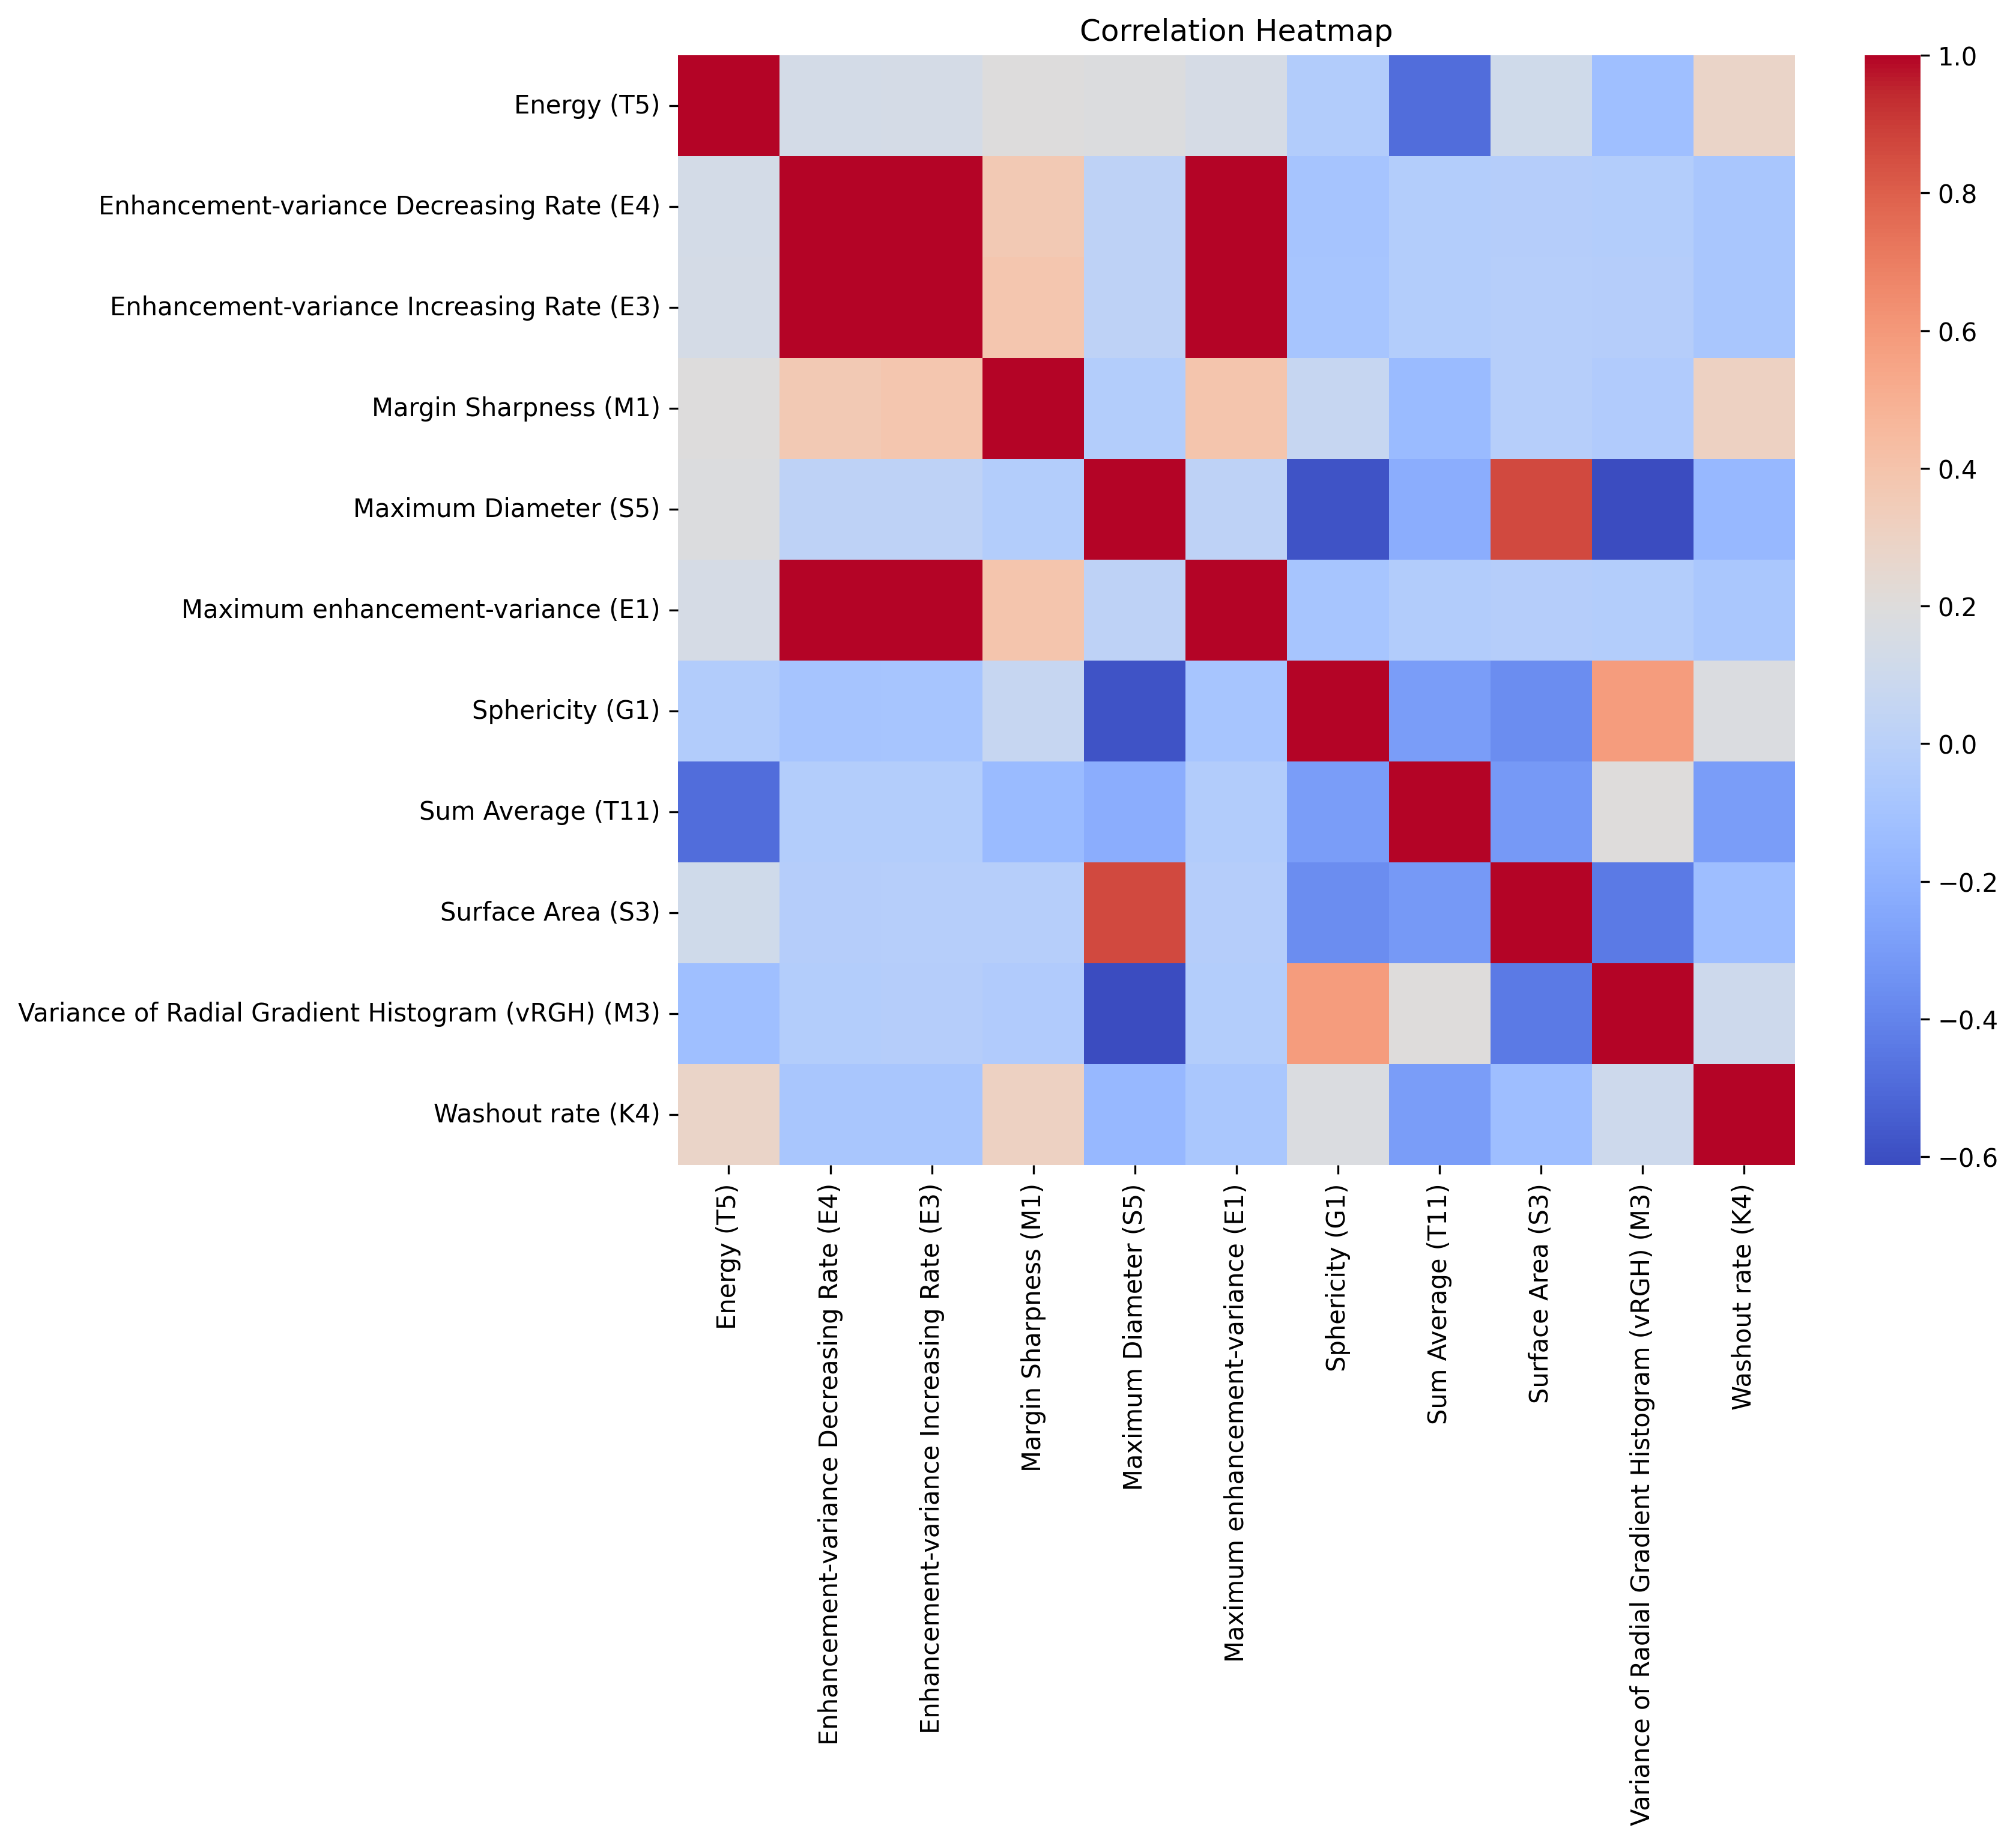 Correlation Heatmap
Energy (T5)
Enhancement-variance Decreasing Rate (E4)
Enhancement-variance Increasing Rate (E3)
Margin Sharpness (M1)
Maximum Diameter (S5)
Maximum enhancement-variance (E1)
Sphericity (G1)
Sum Average (T11)
Surface Area (S3)
Variance of Radial Gradient Histogram (vRGH) (M3)
Washout rate (K4)
Energy (T5)
Enhancement-variance Decreasing Rate (E4)
Enhancement-variance Increasing Rate (E3)
Margin Sharpness (M1)
Maximum Diameter (S5)
Maximum enhancement-variance (E1)
Sphericity (G1)
Sum Average (T11)
Surface Area (S3)
Variance of Radial Gradient Histogram (vRGH) (M3)
Washout rate (K4)
1.0
0.8
0.6
0.4
0.2
0.0
−0.2
−0.4
−0.6